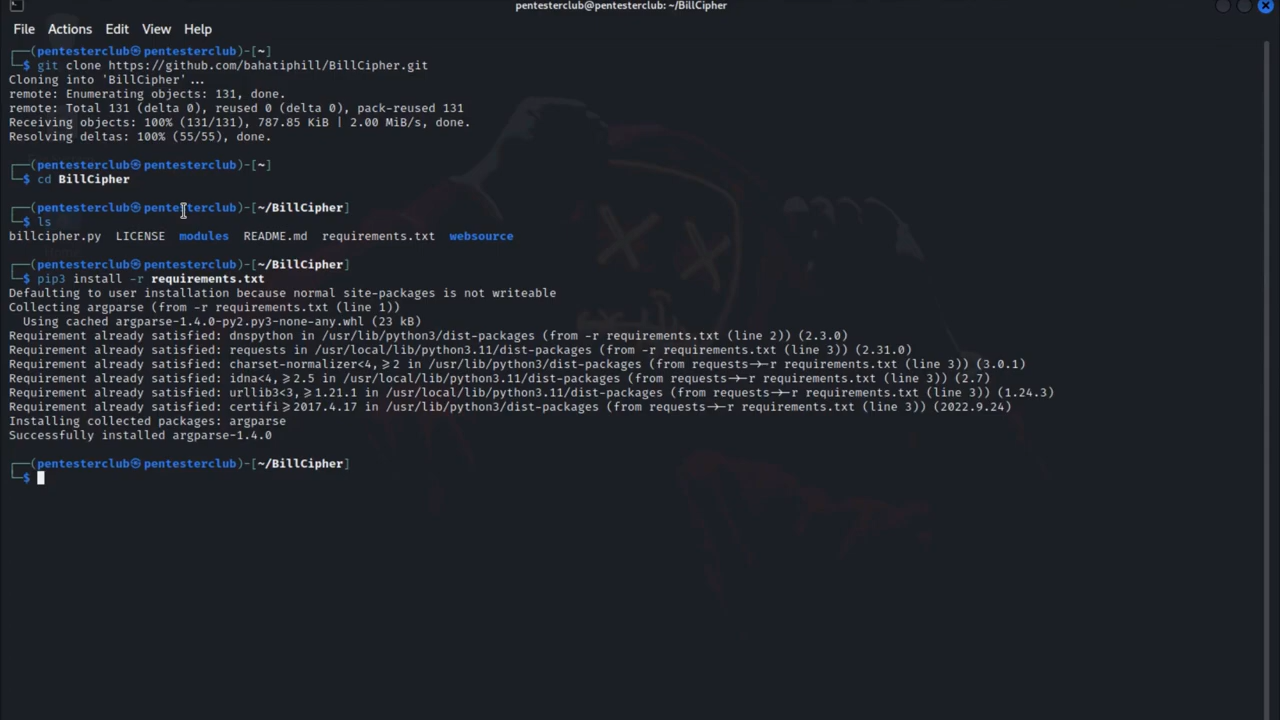 pentesterclub@pentesterclub: ~/BillCipher
File Actions Edit View Help
┌──(pentesterclub㉿pentesterclub)-[~]
└─$ git clone https://github.com/bahatiphill/BillCipher.git
Cloning into 'BillCipher'...
remote: Enumerating objects: 131, done.
remote: Total 131 (delta 0), reused 0 (delta 0), pack-reused 131
Receiving objects: 100% (131/131), 787.85 KiB | 2.00 MiB/s, done.
Resolving deltas: 100% (55/55), done.
┌──(pentesterclub㉿pentesterclub)-[~]
└─$ cd BillCipher
┌──(pentesterclub㉿pentesterclub)-[~/BillCipher]
└─$ ls
billcipher.py LICENSE modules README.md requirements.txt websource
┌──(pentesterclub㉿pentesterclub)-[~/BillCipher]
└─$ pip3 install -r requirements.txt
Defaulting to user installation because normal site-packages is not writeable
Collecting argparse (from -r requirements.txt (line 1))
Using cached argparse-1.4.0-py2.py3-none-any.whl (23 kB)
Requirement already satisfied: dnspython in /usr/lib/python3/dist-packages (from -r requirements.txt (line 2)) (2.3.0)
Requirement already satisfied: requests in /usr/local/lib/python3.11/dist-packages (from -r requirements.txt (line 3)) (2.31.0)
Requirement already satisfied: charset-normalizer<4,≥2 in /usr/lib/python3/dist-packages (from requests→-r requirements.txt (line 3)) (3.0.1)
Requirement already satisfied: idna<4,≥2.5 in /usr/local/lib/python3.11/dist-packages (from requests→-r requirements.txt (line 3)) (2.7)
Requirement already satisfied: urllib3<3,≥1.21.1 in /usr/local/lib/python3.11/dist-packages (from requests→-r requirements.txt (line 3)) (1.24.3)
Requirement already satisfied: certifi≥2017.4.17 in /usr/lib/python3/dist-packages (from requests→-r requirements.txt (line 3)) (2022.9.24)
Installing collected packages: argparse
Successfully installed argparse-1.4.0
┌──(pentesterclub㉿pentesterclub)-[~/BillCipher]
└─$